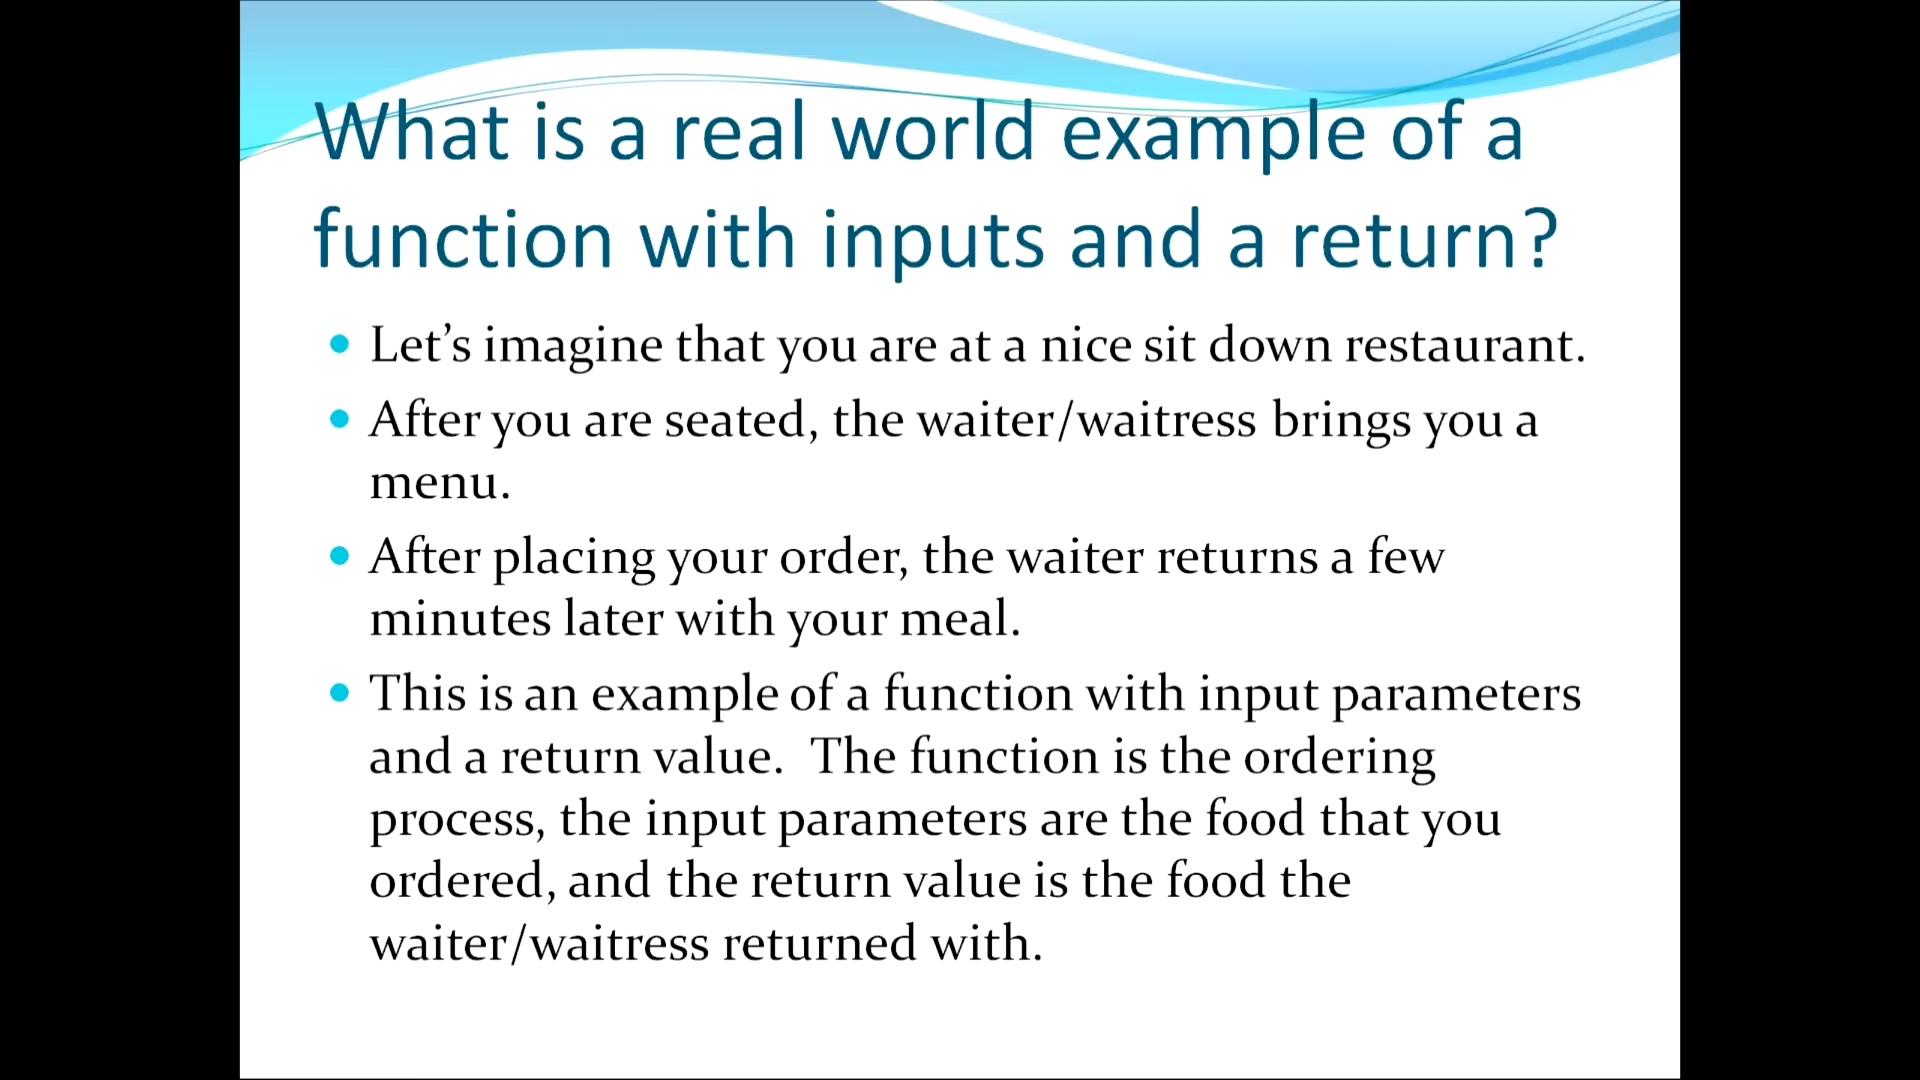 What is a real world example of a
function with inputs and a return?
Let’s imagine that you are at a nice sit down restaurant.
After you are seated, the waiter/waitress brings you a
menu.
After placing your order, the waiter returns a few
minutes later with your meal.
This is an example of a function with input parameters
and a return value.  The function is the ordering
process, the input parameters are the food that you
ordered, and the return value is the food the
waiter/waitress returned with.